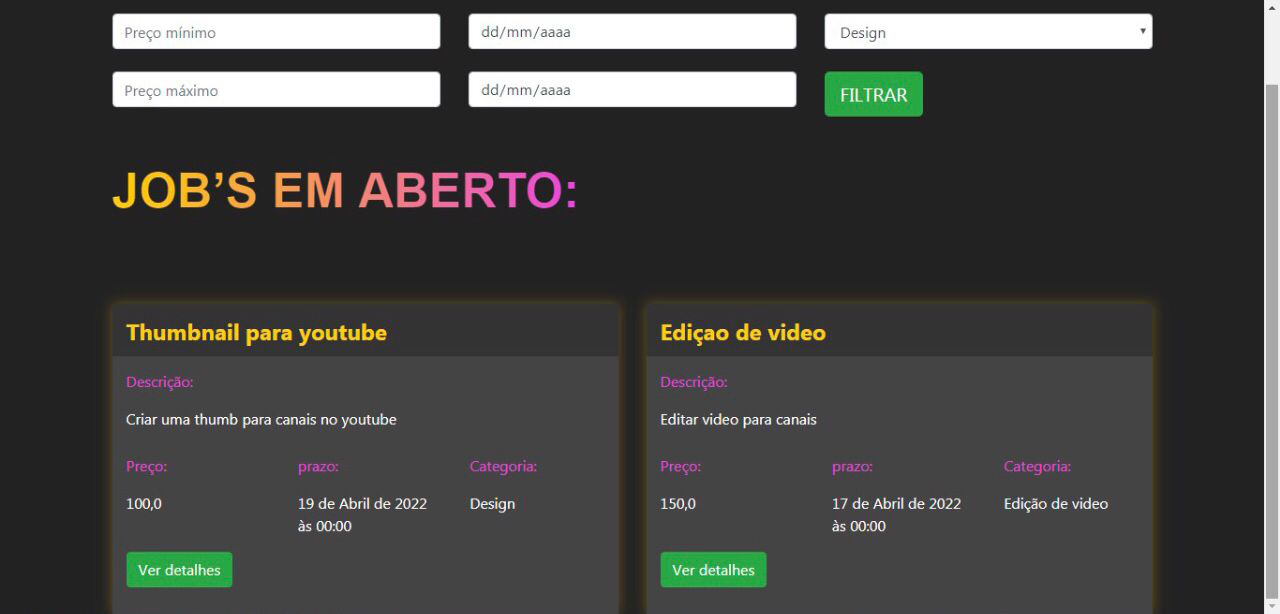 Preço mínimo
dd/mm/aaaa
Design
Preço máximo
dd/mm/aaaa
FILTRAR
JOB’S EM ABERTO:
Thumbnail para youtube
Descrição:
Criar uma thumb para canais no youtube
Preço:
prazo:
Categoria:
100,0
19 de Abril de 2022
às 00:00
Design
Ver detalhes
Ediçao de video
Descrição:
Editar video para canais
Preço:
prazo:
Categoria:
150,0
17 de Abril de 2022
às 00:00
Edição de video
Ver detalhes